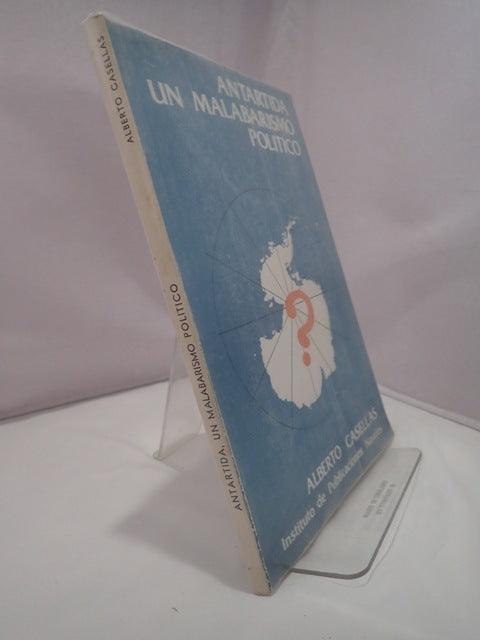 ANTARTIDA
UN MALABARISMO
POLITICO
?
ALBERTO CASELLAS
Instituto de Publicaciones Navales
ALBERTO CASELLAS
ANTARTIDA, UN MALABARISMO POLITICO